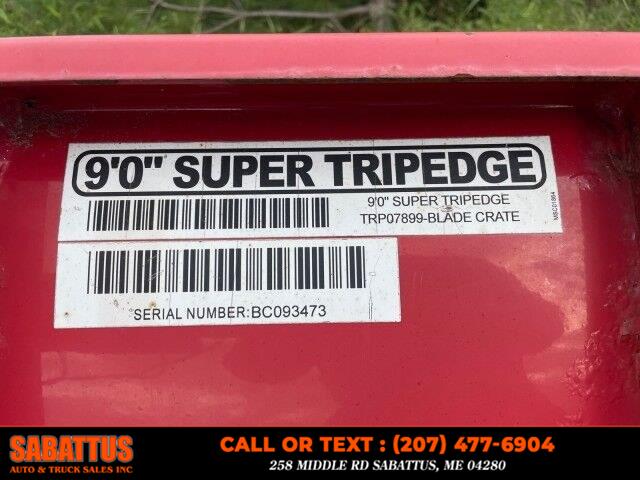 9'0" SUPER TRIPEDGE
9'0" SUPER TRIPEDGE
TRP07899-BLADE CRATE
MSC01864
SERIAL NUMBER:BC093473
SABATTUS
AUTO & TRUCK SALES INC
CALL OR TEXT : (207) 477-6904
258 MIDDLE RD SABATTUS, ME 04280